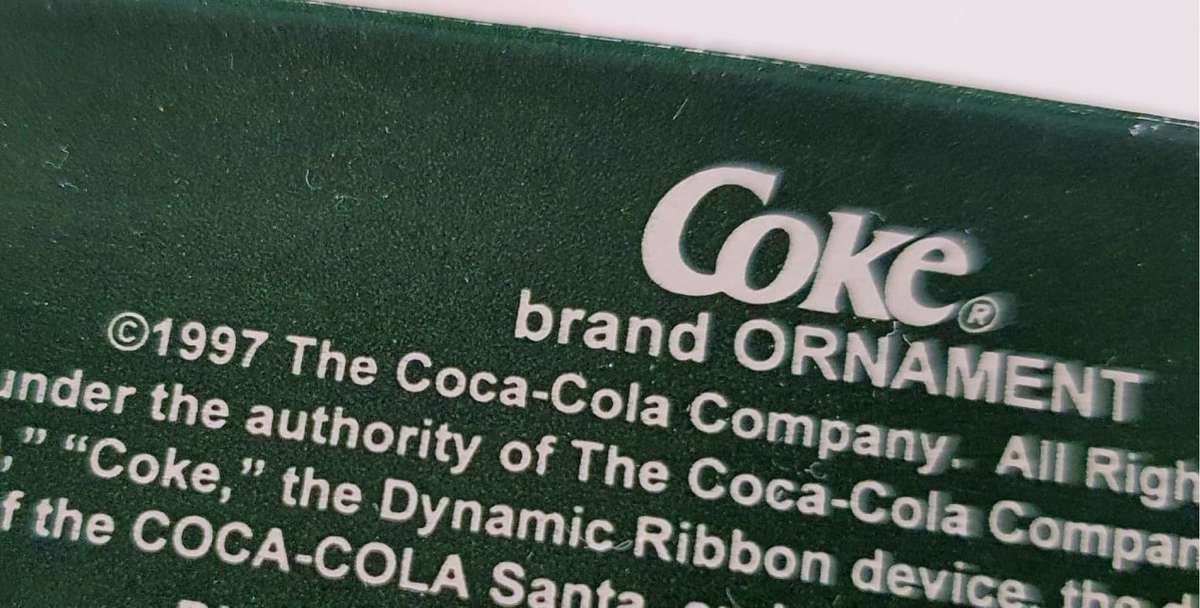 Coke®
brand ORNAMENT
©1997 The Coca-Cola Company. All Righ
under the authority of The Coca-Cola Compan
," "Coke," the Dynamic Ribbon device, the d
f the COCA-COLA Santa